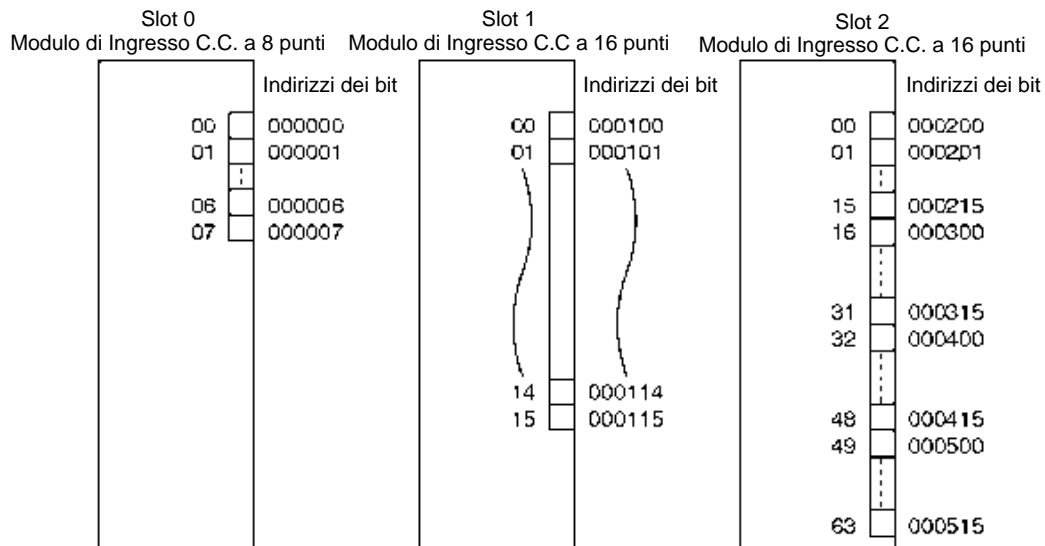 Slot 0
Modulo di Ingresso C.C. a 8 punti
Indirizzi dei bit
00 000000
01 000001
06 000006
07 000007
Slot 1
Modulo di Ingresso C.C a 16 punti
Indirizzi dei bit
00 000100
01 000101
14 000114
15 000115
Slot 2
Modulo di Ingresso C.C. a 16 punti
Indirizzi dei bit
00 000200
01 000201
15 000215
16 000300
31 000315
32 000400
48 000415
49 000500
63 000515